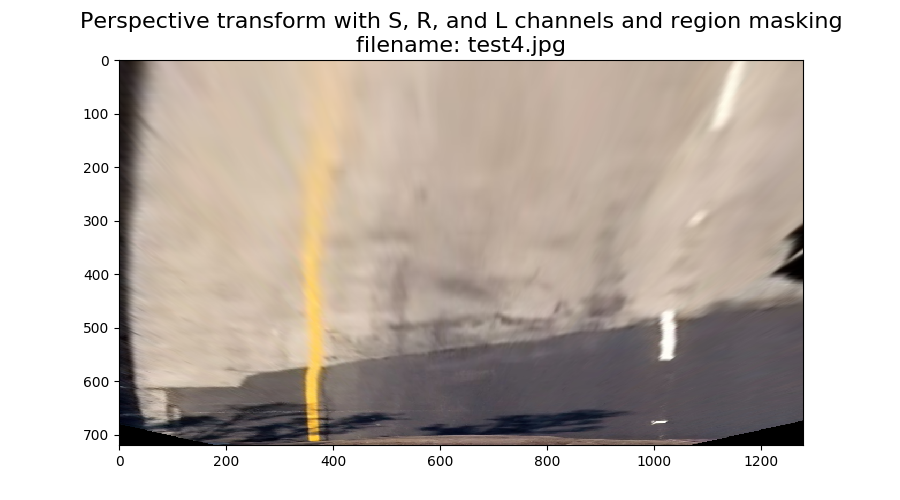 Perspective transform with S, R, and L channels and region masking
filename: test4.jpg
0
100
200
300
400
500
600
700
0 200 400 600 800 1000 1200